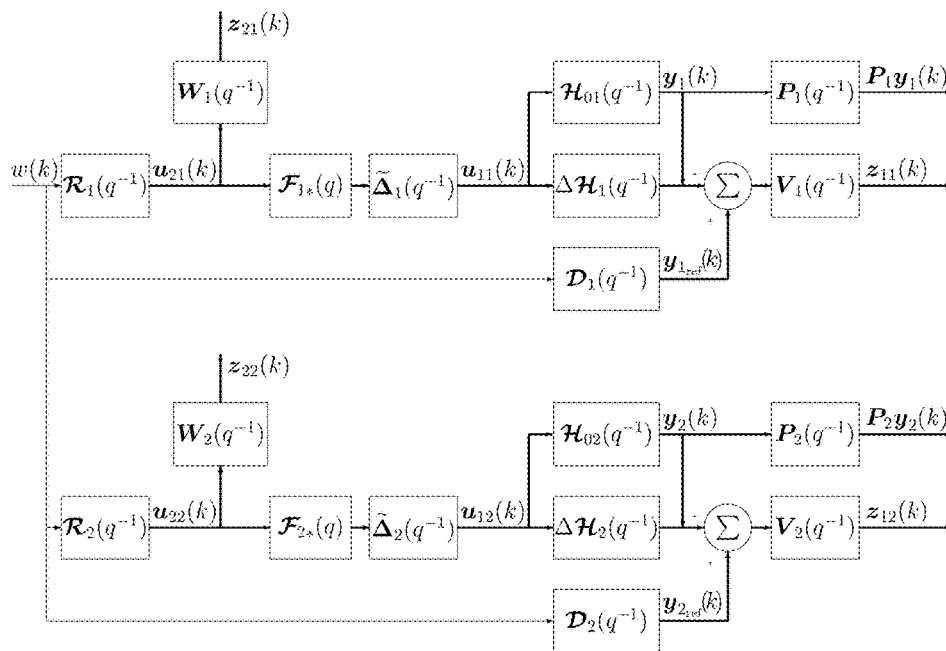 z₂₁(k)
W₁(q⁻¹)
𝓗₀₁(q⁻¹)
y₁(k)
P₁(q⁻¹)
P₁y₁(k)
w(k)
𝓡₁(q⁻¹)
u₂₁(k)
𝓕₁*(q)
Δ̃₁(q⁻¹)
u₁₁(k)
Δ𝓗₁(q⁻¹)
-
∑
V₁(q⁻¹)
z₁₁(k)
+
𝓓₁(q⁻¹)
y₁ref(k)
z₂₂(k)
W₂(q⁻¹)
𝓗₀₂(q⁻¹)
y₂(k)
P₂(q⁻¹)
P₂y₂(k)
𝓡₂(q⁻¹)
u₂₂(k)
𝓕₂*(q)
Δ̃₂(q⁻¹)
u₁₂(k)
Δ𝓗₂(q⁻¹)
-
∑
V₂(q⁻¹)
z₁₂(k)
+
𝓓₂(q⁻¹)
y₂ref(k)